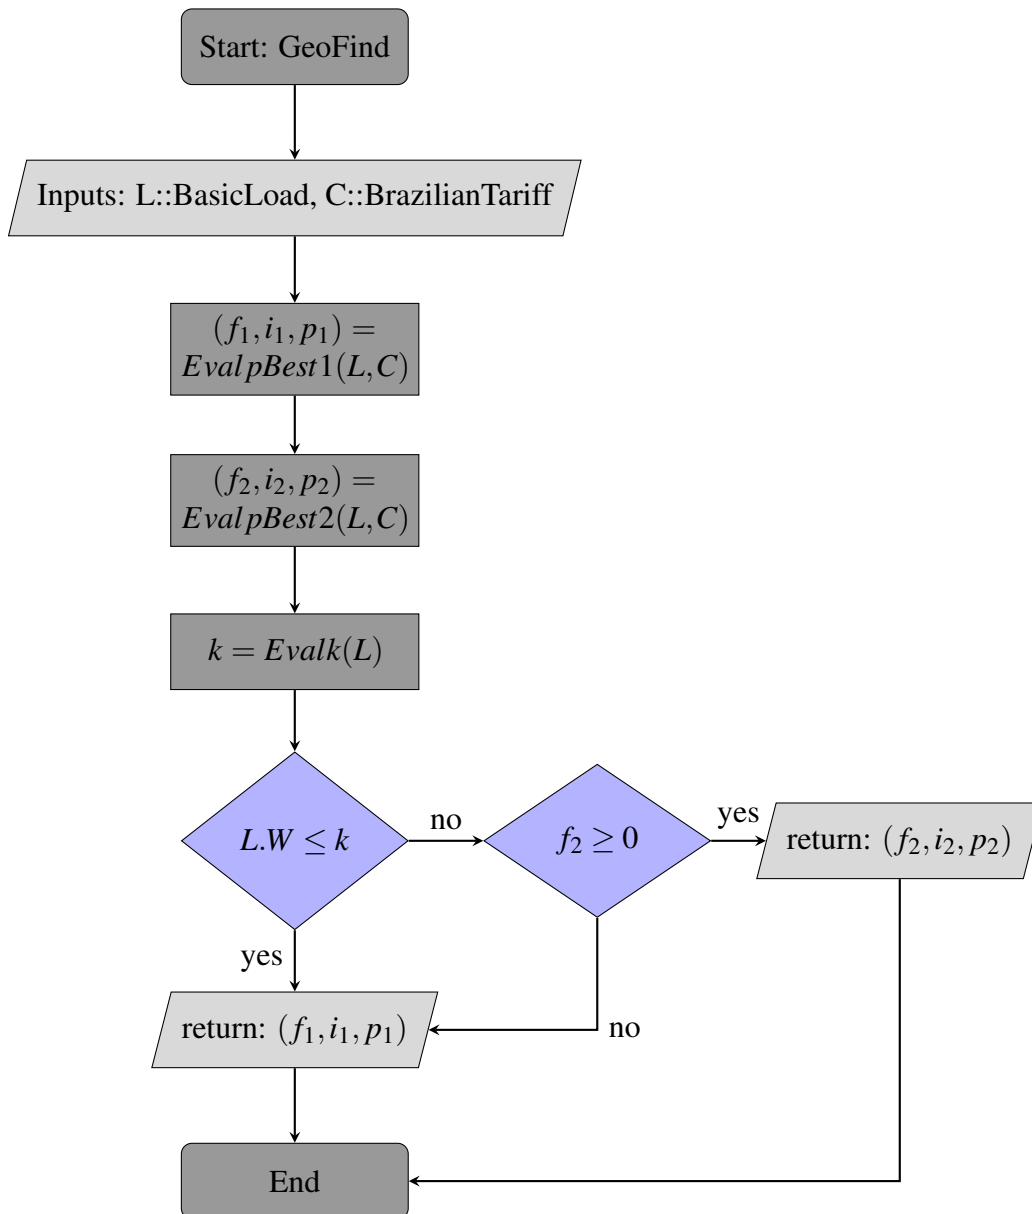 Start: GeoFind
Inputs: L::BasicLoad, C::BrazilianTariff
(f₁, i₁, p₁) =
EvalpBest1(L,C)
(f₂, i₂, p₂) =
EvalpBest2(L,C)
k = Evalk(L)
L.W ≤ k
no
f₂ ≥ 0
yes
return: (f₂, i₂, p₂)
yes
return: (f₁, i₁, p₁)
no
End